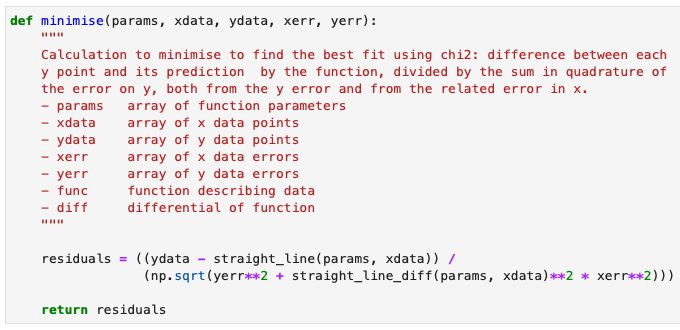 def minimise(params, xdata, ydata, xerr, yerr):
    """
    Calculation to minimise to find the best fit using chi2: difference between each
    y point and its prediction  by the function, divided by the sum in quadrature of
    the error on y, both from the y error and from the related error in x.
    - params   array of function parameters
    - xdata    array of x data points
    - ydata    array of y data points
    - xerr     array of x data errors
    - yerr     array of y data errors
    - func     function describing data
    - diff     differential of function
    """
    residuals = ((ydata - straight_line(params, xdata)) /
                 (np.sqrt(yerr**2 + straight_line_diff(params, xdata)**2 * xerr**2)))
    return residuals